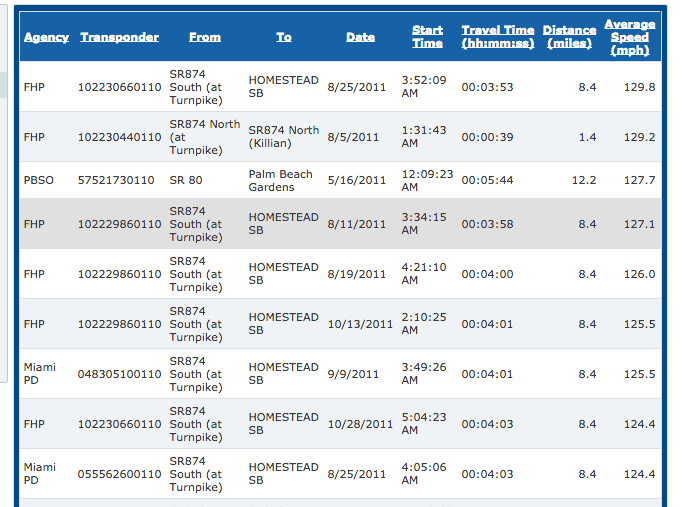 Agency Transponder From To Date Start Time Travel Time (hh:mm:ss) Distance (miles) Average Speed (mph)
FHP 102230660110 SR874 South (at Turnpike) HOMESTEAD SB 8/25/2011 3:52:09 AM 00:03:53 8.4 129.8
FHP 102230440110 SR874 North (at Turnpike) SR874 North (Killian) 8/5/2011 1:31:43 AM 00:00:39 1.4 129.2
PBSO 57521730110 SR 80 Palm Beach Gardens 5/16/2011 12:09:23 AM 00:05:44 12.2 127.7
FHP 102229860110 SR874 South (at Turnpike) HOMESTEAD SB 8/11/2011 3:34:15 AM 00:03:58 8.4 127.1
FHP 102229860110 SR874 South (at Turnpike) HOMESTEAD SB 8/19/2011 4:21:10 AM 00:04:00 8.4 126.0
FHP 102229860110 SR874 South (at Turnpike) HOMESTEAD SB 10/13/2011 2:10:25 AM 00:04:01 8.4 125.5
Miami PD 048305100110 SR874 South (at Turnpike) HOMESTEAD SB 9/9/2011 3:49:26 AM 00:04:01 8.4 125.5
FHP 102230660110 SR874 South (at Turnpike) HOMESTEAD SB 10/28/2011 5:04:23 AM 00:04:03 8.4 124.4
Miami PD 055562600110 SR874 South (at Turnpike) HOMESTEAD SB 8/25/2011 4:05:06 AM 00:04:03 8.4 124.4